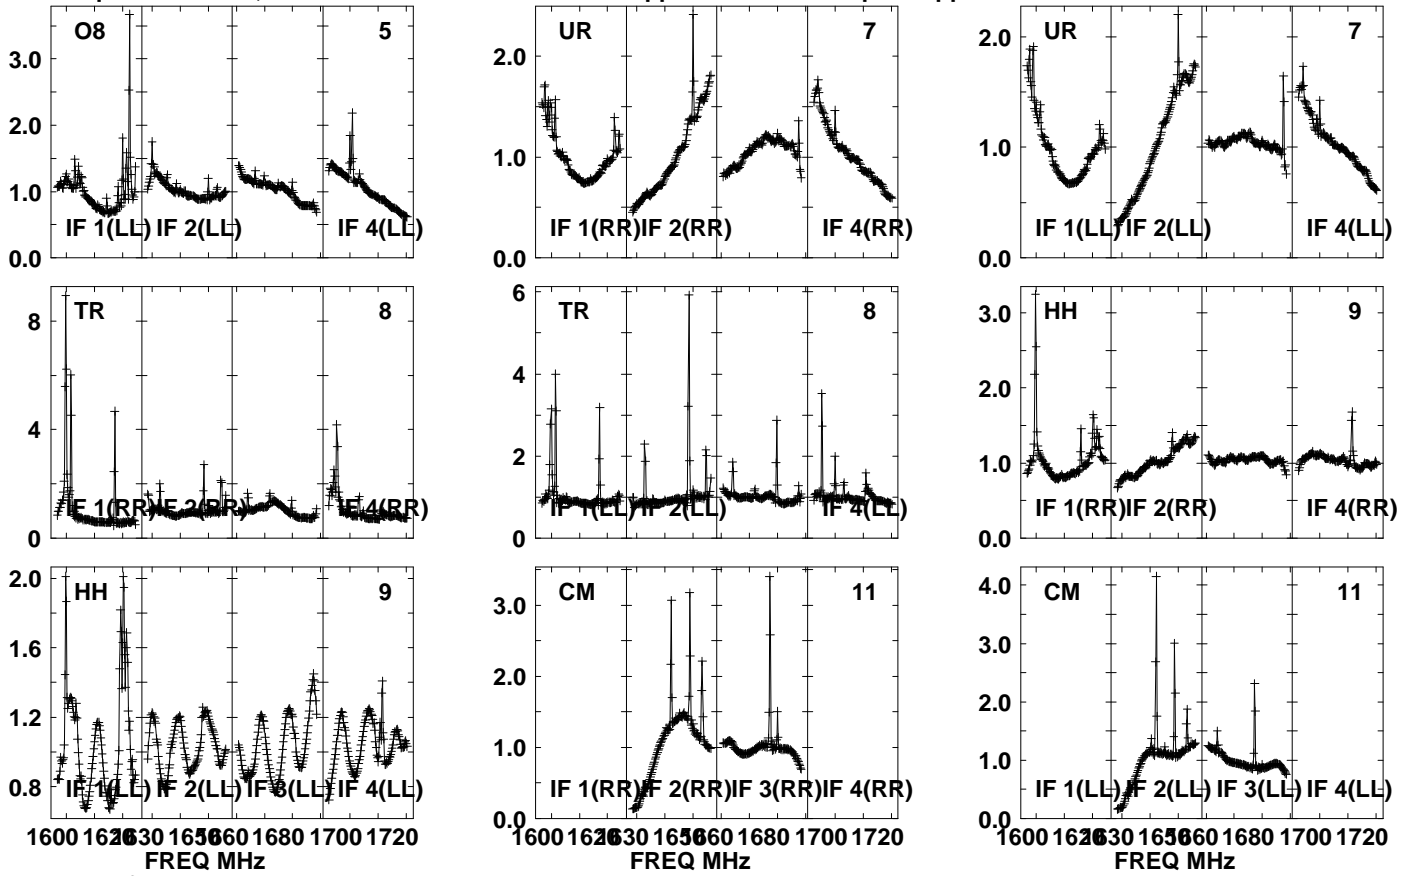 O8 5 UR 7 UR 7
3.0 2.0 2.0
2.0 1.0 1.0
1.0
IF 1(LL) IF 2(LL) IF 4(LL) IF 1(RR) IF 2(RR) IF 4(RR) IF 1(LL) IF 2(LL) IF 4(LL)
0.0 0.0 0.0
TR 8 TR 8 HH 9
8 6 3.0
4 4 2.0
2 1.0
IF 1(RR) IF 2(RR) IF 4(RR) IF 1(LL) IF 2(LL) IF 4(LL) IF 1(RR) IF 2(RR) IF 4(RR)
0 0 0.0
HH 9 CM 11 CM 11
2.0 3.0 4.0
1.6 2.0 3.0
1.2 1.0 2.0
0.8 0.0 1.0
0.0
IF 1(LL) IF 2(LL) IF 3(LL) IF 4(LL) IF 1(RR) IF 2(RR) IF 3(RR) IF 4(RR) IF 1(LL) IF 2(LL) IF 3(LL) IF 4(LL)
1600 1620 1630 1650 1660 1700 1720 1600 1620 1630 1650 1660 1680 1700 1720 1600 1620 1630 1650 1660 1680 1700 1720
FREQ MHz FREQ MHz FREQ MHz